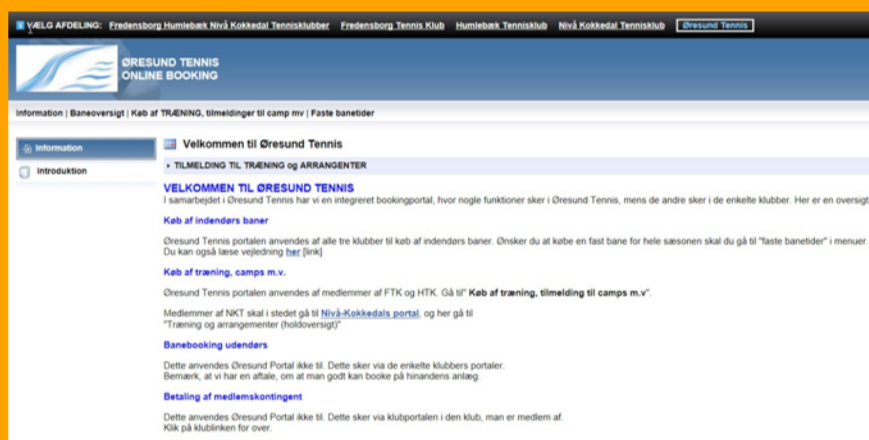 VÆLG AFDELING: Fredensborg Humlebæk Nivå Kokkedal Tennisklubber Fredensborg Tennis Klub Humlebæk Tennisklub Nivå Kokkedal Tennisklub Øresund Tennis
ØRESUND TENNIS
ONLINE BOOKING
Information | Baneoversigt | Køb af TRÆNING, tilmeldinger til camp mv | Faste banetider
Information
Introduktion
Velkommen til Øresund Tennis
TILMELDING TIL TRÆNING og ARRANGENTER
VELKOMMEN TIL ØRESUND TENNIS
I samarbejdet i Øresund Tennis har vi en integreret bookingportal, hvor nogle funktioner sker i Øresund Tennis, mens de andre sker i de enkelte klubber. Her er en oversigt
Køb af indendørs baner
Øresund Tennis portalen anvendes af alle tre klubber til køb af indendørs baner. Ønsker du at købe en fast bane for hele sæsonen skal du gå til "faste banetider" i menuer.
Du kan også læse vejledning her [link]
Køb af træning, camps m.v.
Øresund Tennis portalen anvendes af medlemmer af FTK og HTK. Gå til" Køb af træning, tilmelding til camps m.v".
Medlemmer af NKT skal i stedet gå til Nivå-Kokkedals portal, og her gå til
"Træning og arrangementer (holdoversigt)"
Banebooking udendørs
Dette anvendes Øresund Portal ikke til. Dette sker via de enkelte klubbers portaler.
Bemærk, at vi har en aftale, om at man godt kan booke på hinandens anlæg.
Betaling af medlemskontingent
Dette anvendes Øresund Portal ikke til. Dette sker via klubportalen i den klub, man er medlem af.
Klik på klublinken for over.